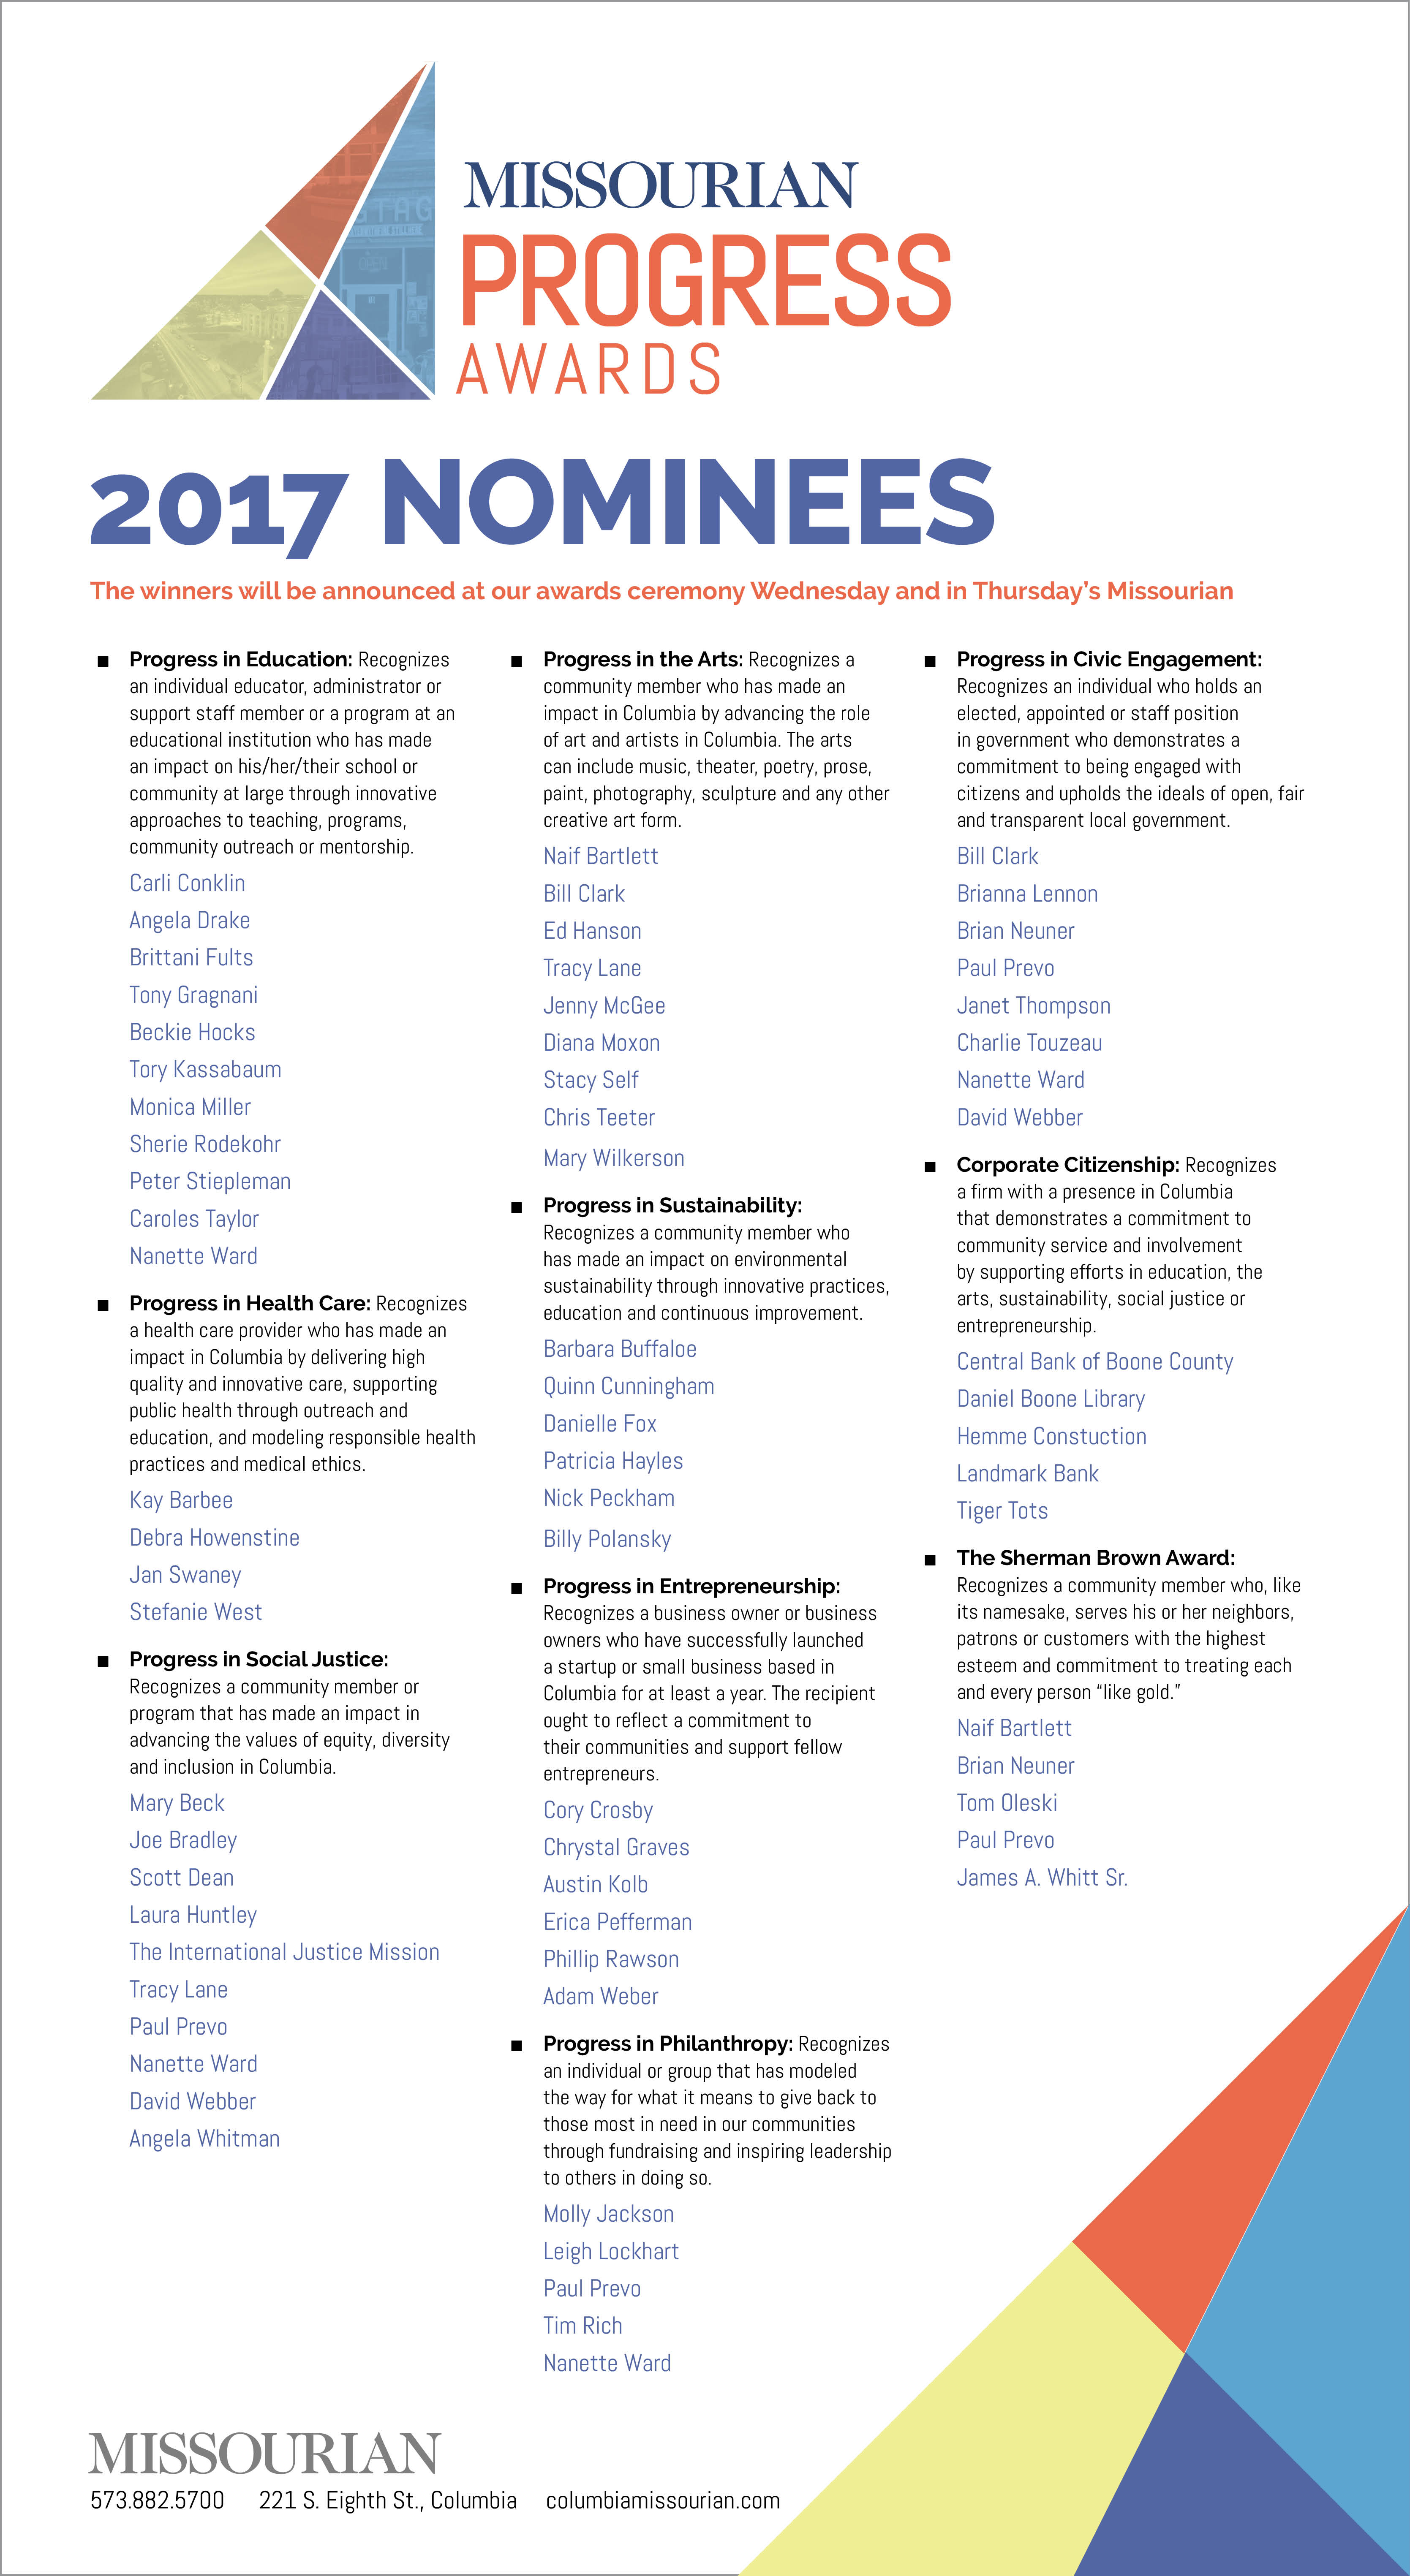 MISSOURIAN
PROGRESS
AWARDS
2017 NOMINEES
The winners will be announced at our awards ceremony Wednesday and in Thursday's Missourian
■ Progress in Education: Recognizes
an individual educator, administrator or
support staff member or a program at an
educational institution who has made
an impact on his/her/their school or
community at large through innovative
approaches to teaching, programs,
community outreach or mentorship.
Carli Conklin
Angela Drake
Brittani Fults
Tony Gragnani
Beckie Hocks
Tory Kassabaum
Monica Miller
Sherie Rodekohr
Peter Stiepleman
Caroles Taylor
Nanette Ward
■ Progress in Health Care: Recognizes
a health care provider who has made an
impact in Columbia by delivering high
quality and innovative care, supporting
public health through outreach and
education, and modeling responsible health
practices and medical ethics.
Kay Barbee
Debra Howenstine
Jan Swaney
Stefanie West
■ Progress in Social Justice:
Recognizes a community member or
program that has made an impact in
advancing the values of equity, diversity
and inclusion in Columbia.
Mary Beck
Joe Bradley
Scott Dean
Laura Huntley
The International Justice Mission
Tracy Lane
Paul Prevo
Nanette Ward
David Webber
Angela Whitman
■ Progress in the Arts: Recognizes a
community member who has made an
impact in Columbia by advancing the role
of art and artists in Columbia. The arts
can include music, theater, poetry, prose,
paint, photography, sculpture and any other
creative art form.
Naif Bartlett
Bill Clark
Ed Hanson
Tracy Lane
Jenny McGee
Diana Moxon
Stacy Self
Chris Teeter
Mary Wilkerson
■ Progress in Sustainability:
Recognizes a community member who
has made an impact on environmental
sustainability through innovative practices,
education and continuous improvement.
Barbara Buffaloe
Quinn Cunningham
Danielle Fox
Patricia Hayles
Nick Peckham
Billy Polansky
■ Progress in Entrepreneurship:
Recognizes a business owner or business
owners who have successfully launched
a startup or small business based in
Columbia for at least a year. The recipient
ought to reflect a commitment to
their communities and support fellow
entrepreneurs.
Cory Crosby
Chrystal Graves
Austin Kolb
Erica Pefferman
Phillip Rawson
Adam Weber
■ Progress in Philanthropy: Recognizes
an individual or group that has modeled
the way for what it means to give back to
those most in need in our communities
through fundraising and inspiring leadership
to others in doing so.
Molly Jackson
Leigh Lockhart
Paul Prevo
Tim Rich
Nanette Ward
■ Progress in Civic Engagement:
Recognizes an individual who holds an
elected, appointed or staff position
in government who demonstrates a
commitment to being engaged with
citizens and upholds the ideals of open, fair
and transparent local government.
Bill Clark
Brianna Lennon
Brian Neuner
Paul Prevo
Janet Thompson
Charlie Touzeau
Nanette Ward
David Webber
■ Corporate Citizenship: Recognizes
a firm with a presence in Columbia
that demonstrates a commitment to
community service and involvement
by supporting efforts in education, the
arts, sustainability, social justice or
entrepreneurship.
Central Bank of Boone County
Daniel Boone Library
Hemme Constuction
Landmark Bank
Tiger Tots
■ The Sherman Brown Award:
Recognizes a community member who, like
its namesake, serves his or her neighbors,
patrons or customers with the highest
esteem and commitment to treating each
and every person “like gold.”
Naif Bartlett
Brian Neuner
Tom Oleski
Paul Prevo
James A. Whitt Sr.
MISSOURIAN
573.882.5700 221 S. Eighth St., Columbia columbiamissourian.com